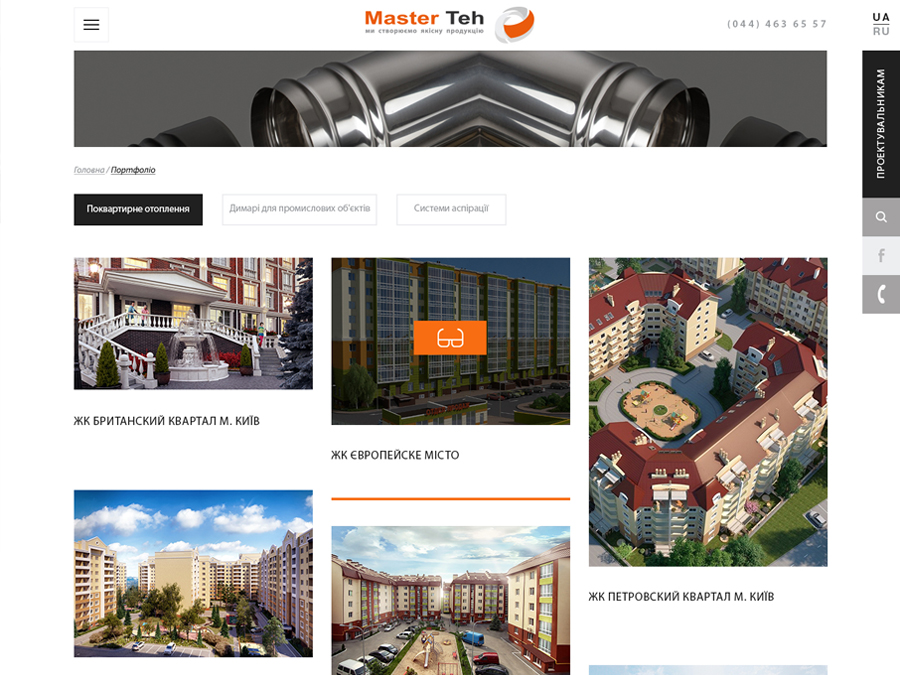 Master Teh
ми створюємо якісну продукцію
(044) 463 65 57
UA
RU
ПРОЕКТУВАЛЬНИКАМ
Головна / Портфоліо
Поквартирне отоплення
Димарі для промислових об'єктів
Системи аспірації
ЖК БРИТАНСКИЙ КВАРТАЛ М. КИЇВ
ЖК ЄВРОПЕЙСКЕ МІСТО
ЖК ПЕТРОВСКИЙ КВАРТАЛ М. КИЇВ